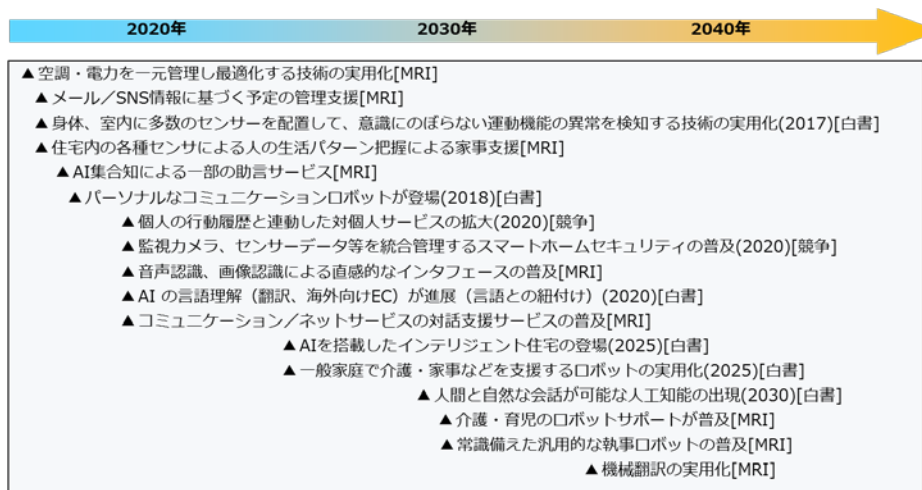 2020年 2030年 2040年
▲空調・電力を一元管理し最適化する技術の実用化[MRI]
▲メール／SNS情報に基づく予定の管理支援[MRI]
▲身体、室内に多数のセンサーを配置して、意識にのぼらない運動機能の異常を検知する技術の実用化(2017)[白書]
▲住宅内の各種センサによる人の生活パターン把握による家事支援[MRI]
▲AI集合知による一部の助言サービス[MRI]
▲パーソナルなコミュニケーションロボットが登場(2018)[白書]
▲個人の行動履歴と連動した対個人サービスの拡大(2020)[競争]
▲監視カメラ、センサーデータ等を統合管理するスマートホームセキュリティの普及(2020)[競争]
▲音声認識、画像認識による直感的なインタフェースの普及[MRI]
▲AI の言語理解（翻訳、海外向けEC）が進展（言語との紐付け）(2020)[白書]
▲コミュニケーション／ネットサービスの対話支援サービスの普及[MRI]
▲AIを搭載したインテリジェント住宅の登場(2025)[白書]
▲一般家庭で介護・家事などを支援するロボットの実用化(2025)[白書]
▲人間と自然な会話が可能な人工知能の出現(2030)[白書]
▲介護・育児のロボットサポートが普及[MRI]
▲常識備えた汎用的な執事ロボットの普及[MRI]
▲機械翻訳の実用化[MRI]